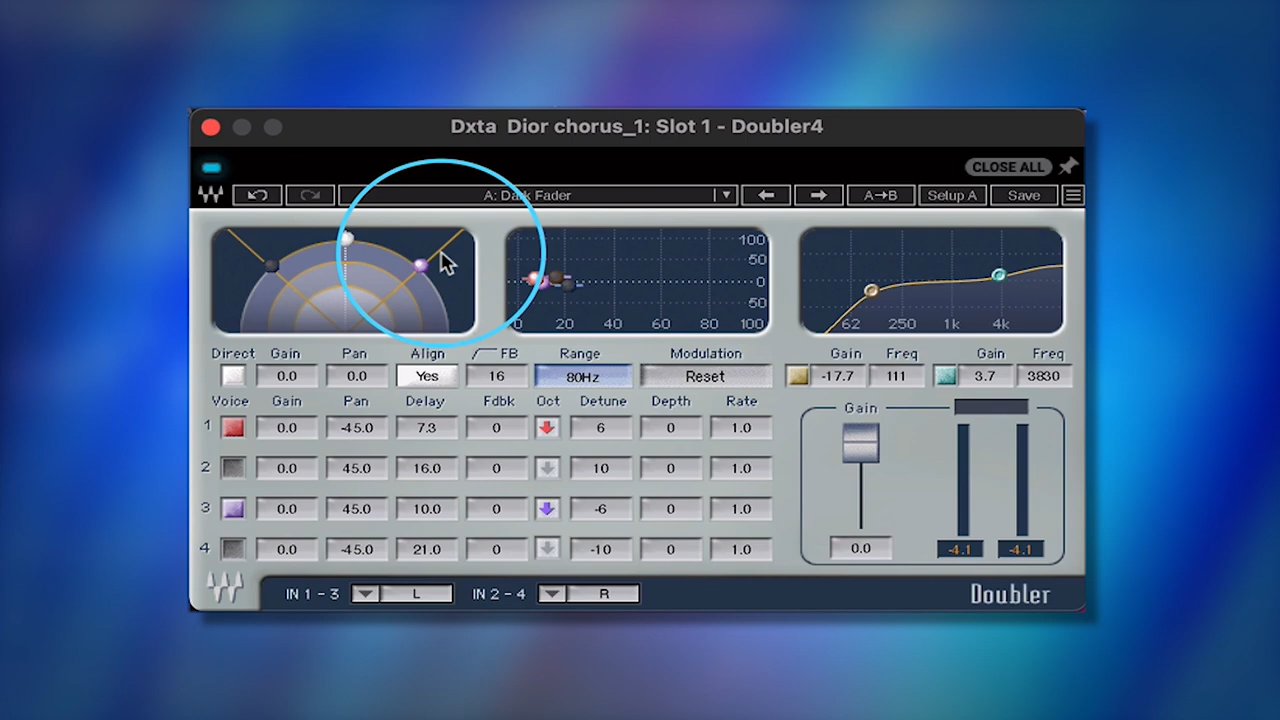 Dxta Dior chorus_1: Slot 1 - Doubler4
CLOSE ALL
A: Dark Fader
A→B
Setup A
Save
100
50
0
50
0 20 40 60 80 100
62 250 1k 4k
Direct Gain Pan Align FB Range Modulation Gain Freq Gain Freq
0.0 0.0 Yes 16 80Hz Reset -17.7 111 3.7 3830
Voice Gain Pan Delay Fdbk Oct Detune Depth Rate
Gain
1 0.0 -45.0 7.3 0 6 0 1.0
2 0.0 45.0 16.0 0 10 0 1.0
3 0.0 45.0 10.0 0 -6 0 1.0
4 0.0 -45.0 21.0 0 -10 0 1.0
0.0 -4.1 -4.1
IN 1 - 3 L IN 2 - 4 R Doubler